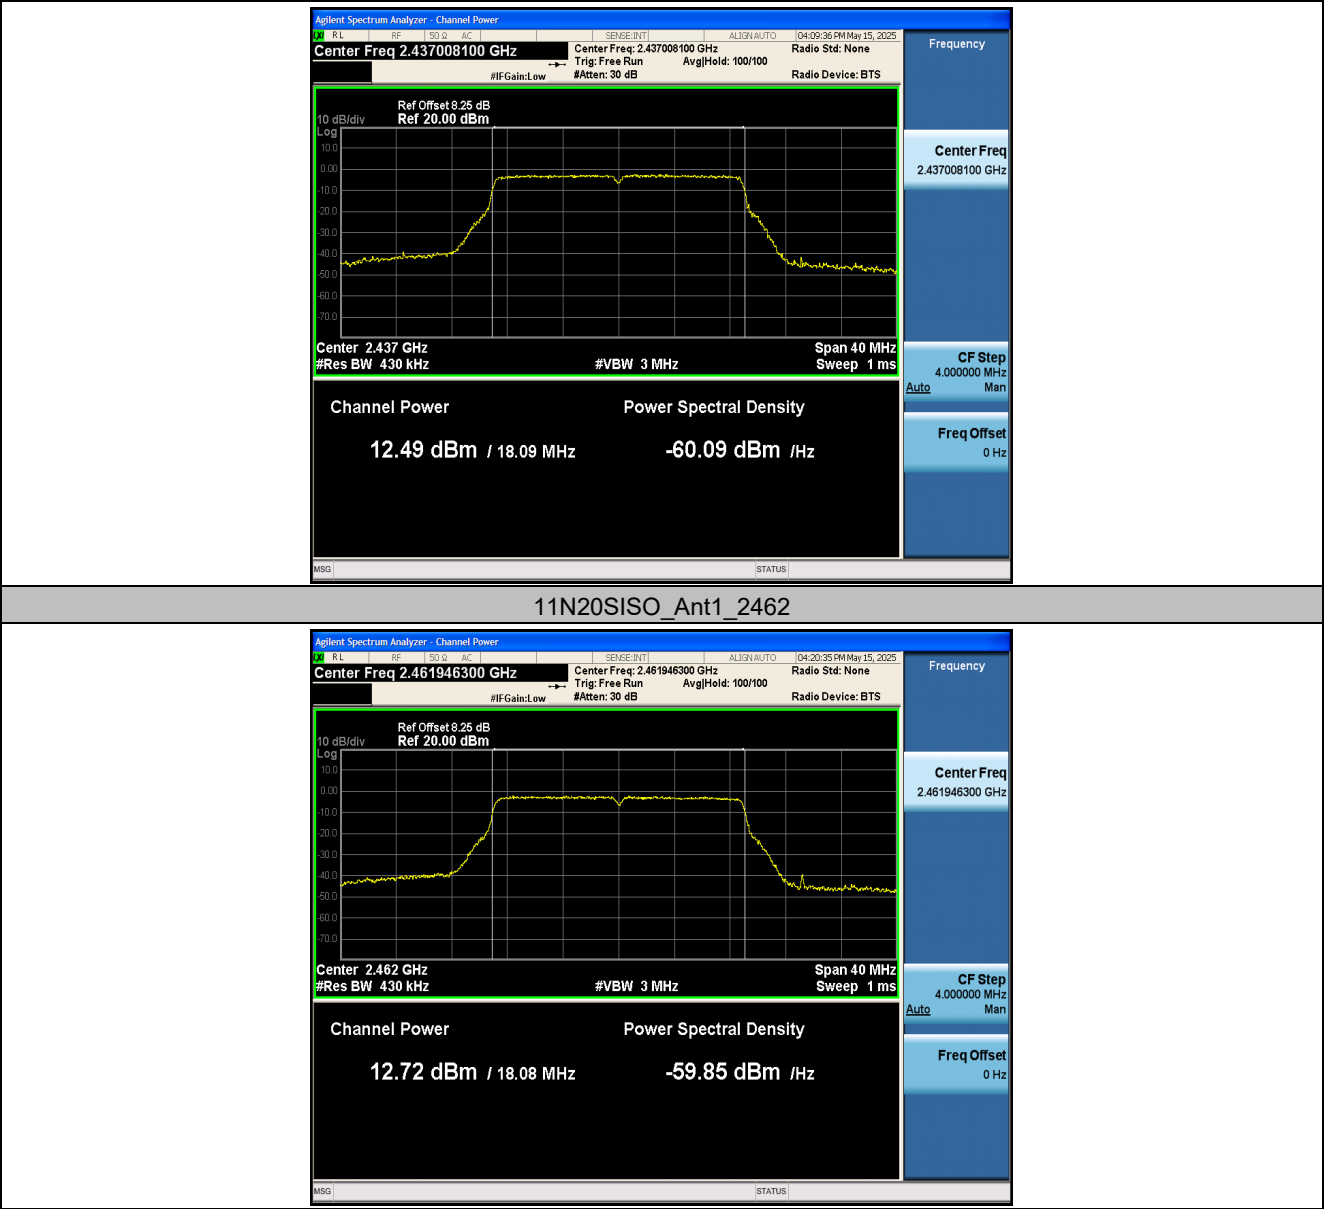 Agilent Spectrum Analyzer - Channel Power
LXI RL RF 50 Ω AC SENSE:INT ALIGN AUTO 04:09:36 PM May 15, 2025
Center Freq 2.437008100 GHz
Center Freq: 2.437008100 GHz Radio Std: None
Trig: Free Run Avg|Hold: 100/100
#IFGain:Low #Atten: 30 dB Radio Device: BTS
Frequency
Ref Offset 8.25 dB
10 dB/div Ref 20.00 dBm
Log
10.0
0.00
-10.0
-20.0
-30.0
-40.0
-50.0
-60.0
-70.0
Center 2.437 GHz Span 40 MHz
#Res BW 430 kHz #VBW 3 MHz Sweep 1 ms
Center Freq
2.437008100 GHz
CF Step
4.000000 MHz
Auto Man
Freq Offset
0 Hz
Channel Power Power Spectral Density
12.49 dBm / 18.09 MHz -60.09 dBm /Hz
MSG STATUS
11N20SISO_Ant1_2462
Agilent Spectrum Analyzer - Channel Power
LXI RL RF 50 Ω AC SENSE:INT ALIGN AUTO 04:20:35 PM May 15, 2025
Center Freq 2.461946300 GHz
Center Freq: 2.461946300 GHz Radio Std: None
Trig: Free Run Avg|Hold: 100/100
#IFGain:Low #Atten: 30 dB Radio Device: BTS
Frequency
Ref Offset 8.25 dB
10 dB/div Ref 20.00 dBm
Log
10.0
0.00
-10.0
-20.0
-30.0
-40.0
-50.0
-60.0
-70.0
Center 2.462 GHz Span 40 MHz
#Res BW 430 kHz #VBW 3 MHz Sweep 1 ms
Center Freq
2.461946300 GHz
CF Step
4.000000 MHz
Auto Man
Freq Offset
0 Hz
Channel Power Power Spectral Density
12.72 dBm / 18.08 MHz -59.85 dBm /Hz
MSG STATUS